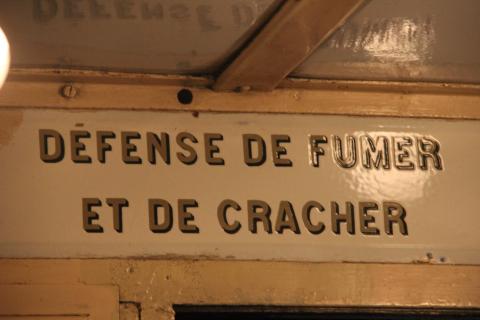 DÉFENSE DE FUMER
ET DE CRACHER